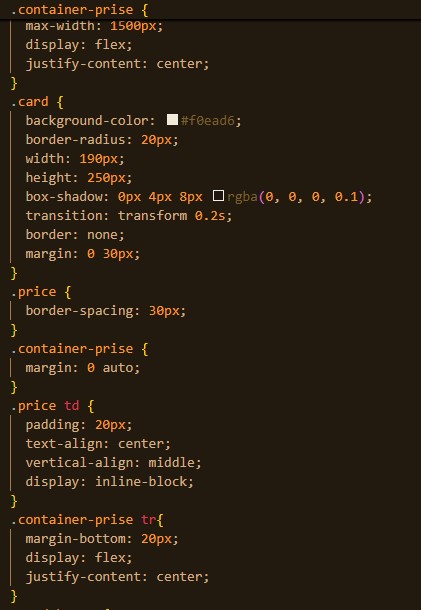 .container-prise {
max-width: 1500px;
display: flex;
justify-content: center;
}
.card {
background-color: #f0ead6;
border-radius: 20px;
width: 190px;
height: 250px;
box-shadow: 0px 4px 8px rgba(0, 0, 0, 0.1);
transition: transform 0.2s;
border: none;
margin: 0 30px;
}
.price {
border-spacing: 30px;
}
.container-prise {
margin: 0 auto;
}
.price td {
padding: 20px;
text-align: center;
vertical-align: middle;
display: inline-block;
}
.container-prise tr{
margin-bottom: 20px;
display: flex;
justify-content: center;
}